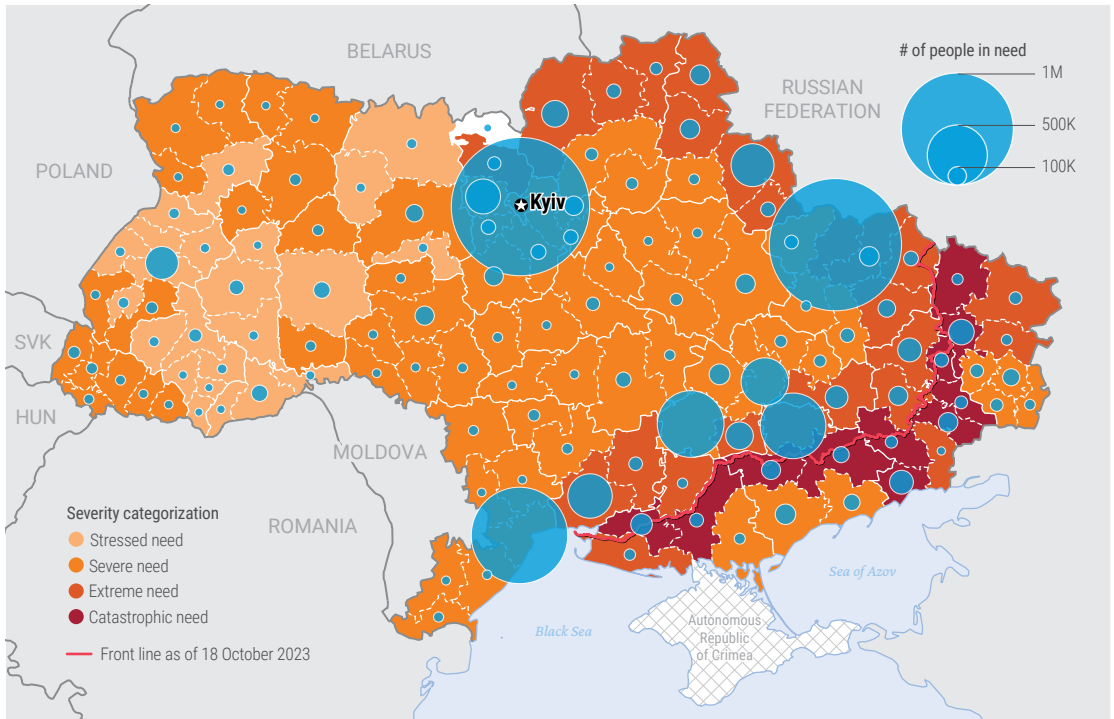 BELARUS
# of people in need
1M
500K
100K
RUSSIAN
FEDERATION
POLAND
Kyiv
SVK
HUN
MOLDOVA
ROMANIA
Severity categorization
Stressed need
Severe need
Extreme need
Catastrophic need
Front line as of 18 October 2023
Sea of Azov
Black Sea
Autonomous
Republic
of Crimea